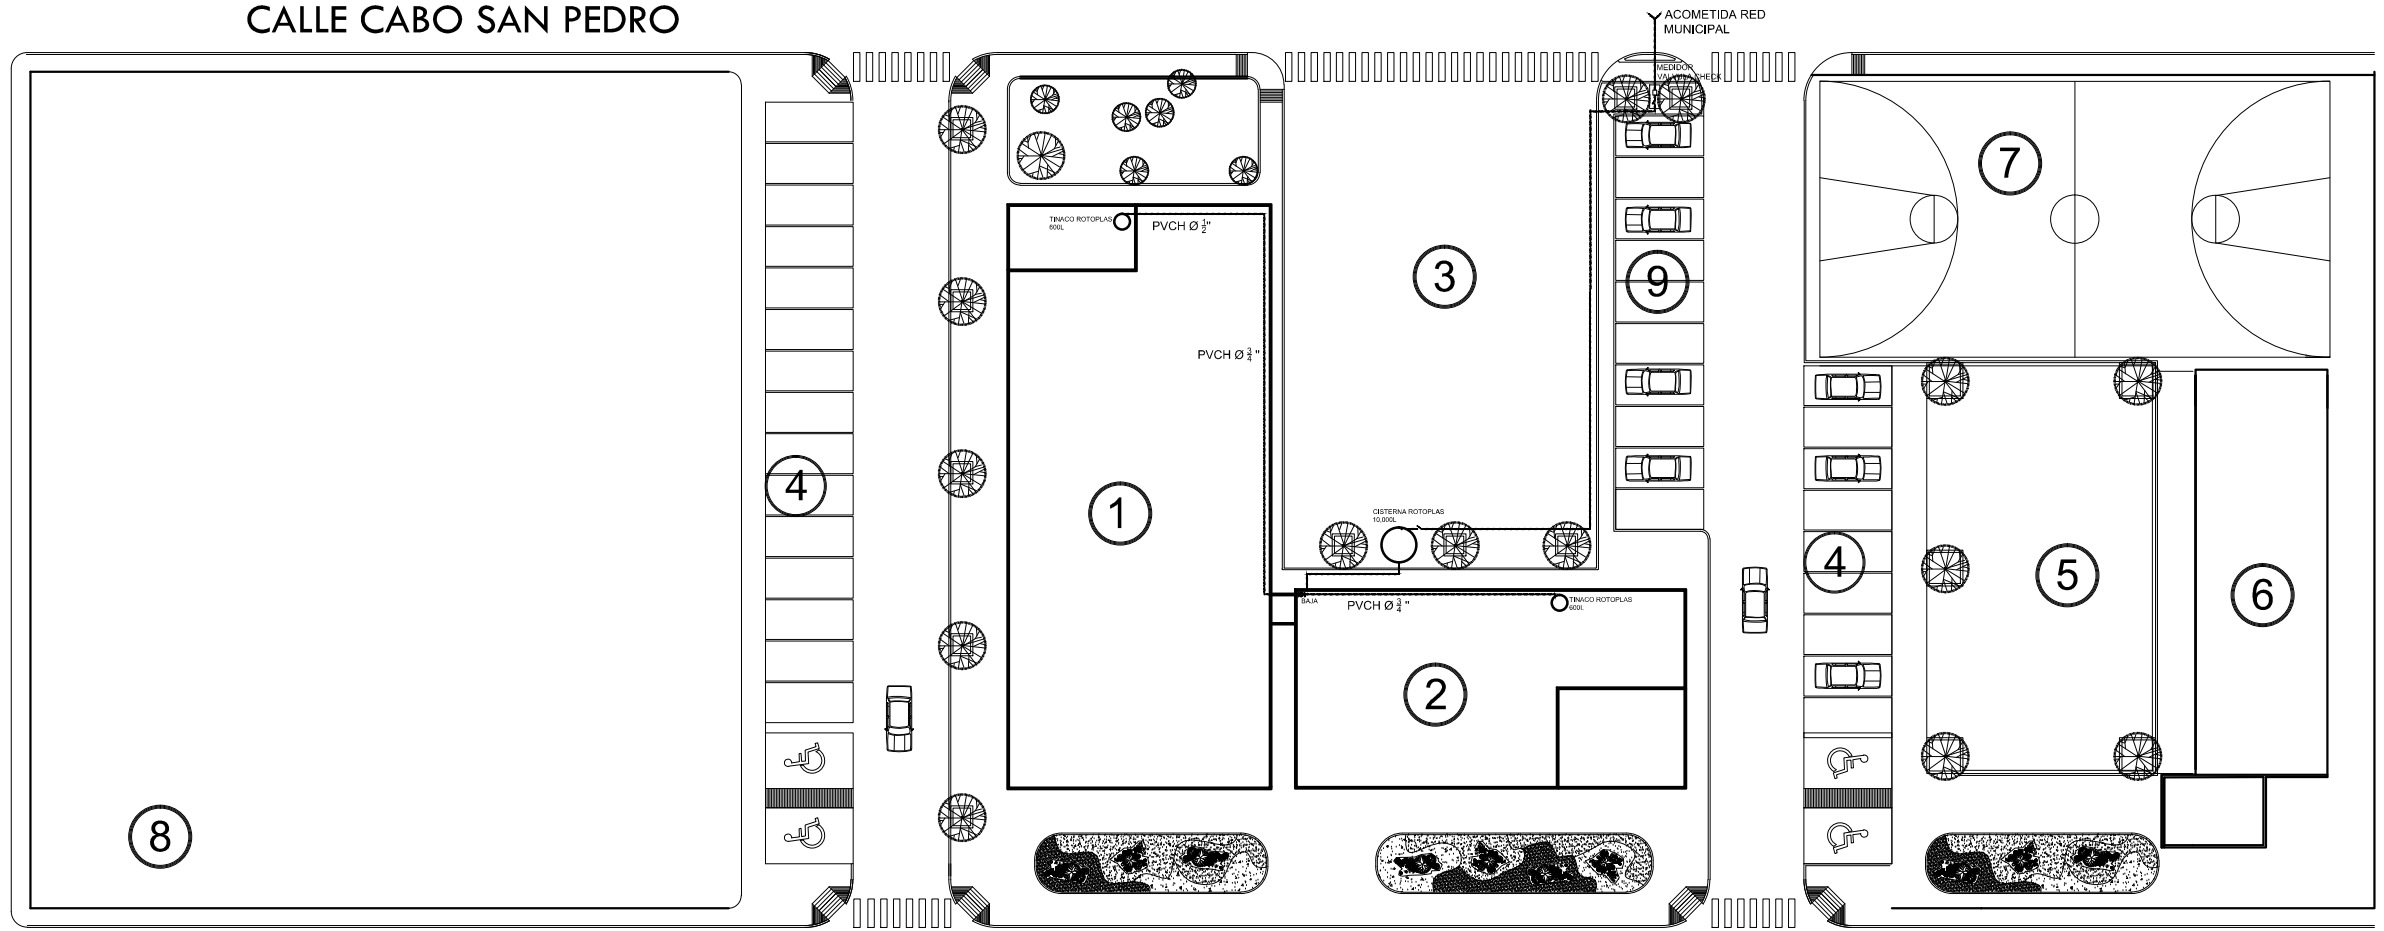 CALLE CABO SAN PEDRO
ACOMETIDA RED
MUNICIPAL
MEDIDOR
VALVULA CHECK
7
TINACO ROTOPLAS
600L
PVCH Ø 1/2"
3
9
PVCH Ø 3/4"
4
1
CISTERNA ROTOPLAS
10,000L
4
5
6
BAJA
PVCH Ø 3/4"
TINACO ROTOPLAS
600L
2
8